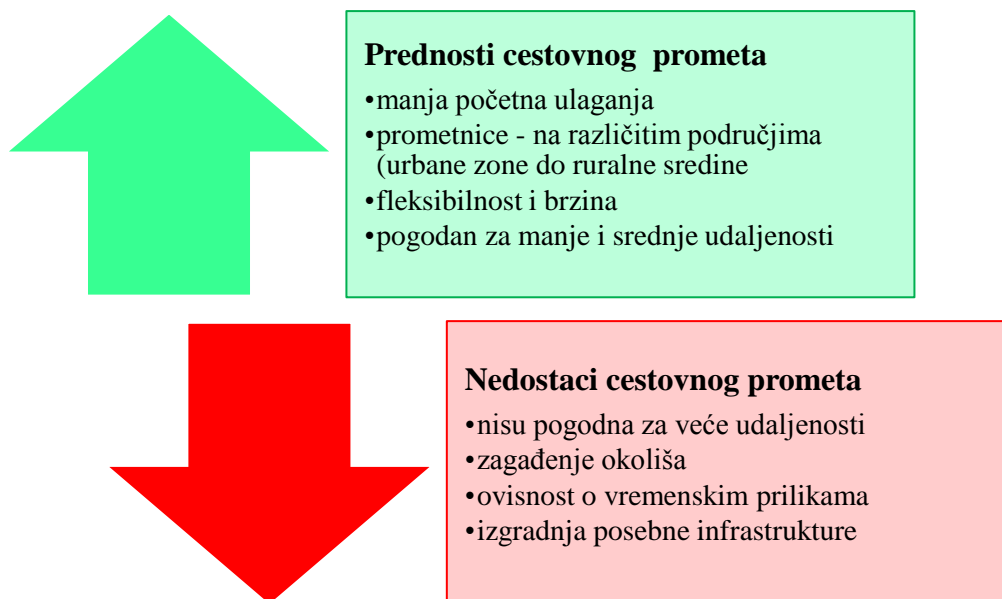 Prednosti cestovnog  prometa
•manja početna ulaganja
•prometnice - na različitim područjima
(urbane zone do ruralne sredine
•fleksibilnost i brzina
•pogodan za manje i srednje udaljenosti
Nedostaci cestovnog prometa
•nisu pogodna za veće udaljenosti
•zagađenje okoliša
•ovisnost o vremenskim prilikama
•izgradnja posebne infrastrukture